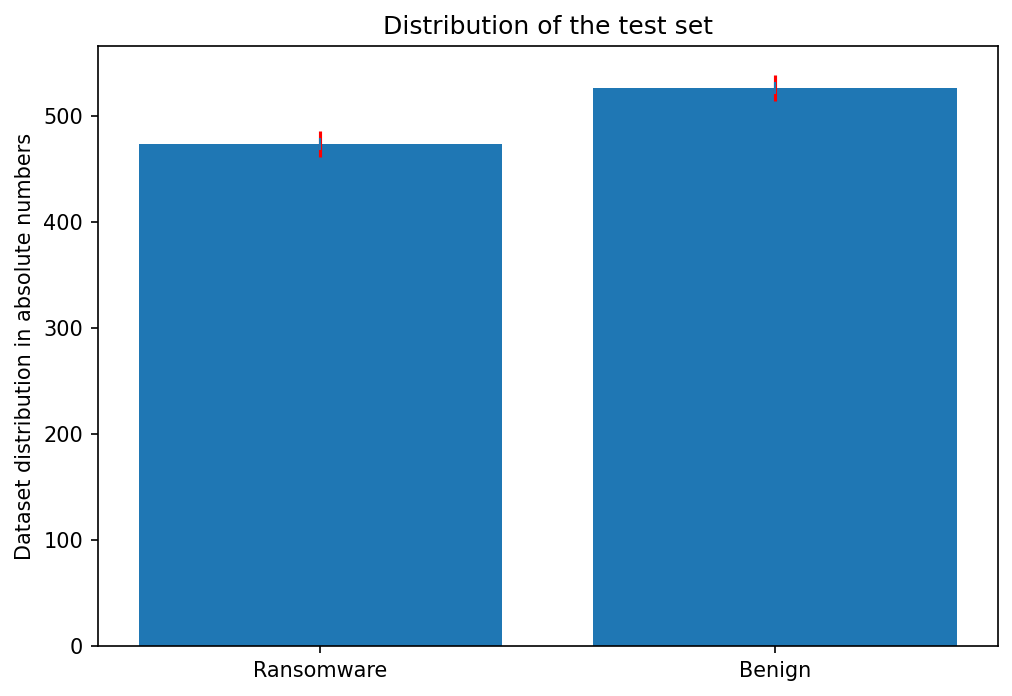 Distribution of the test set
Dataset distribution in absolute numbers
500
400
300
200
100
0
Ransomware
Benign